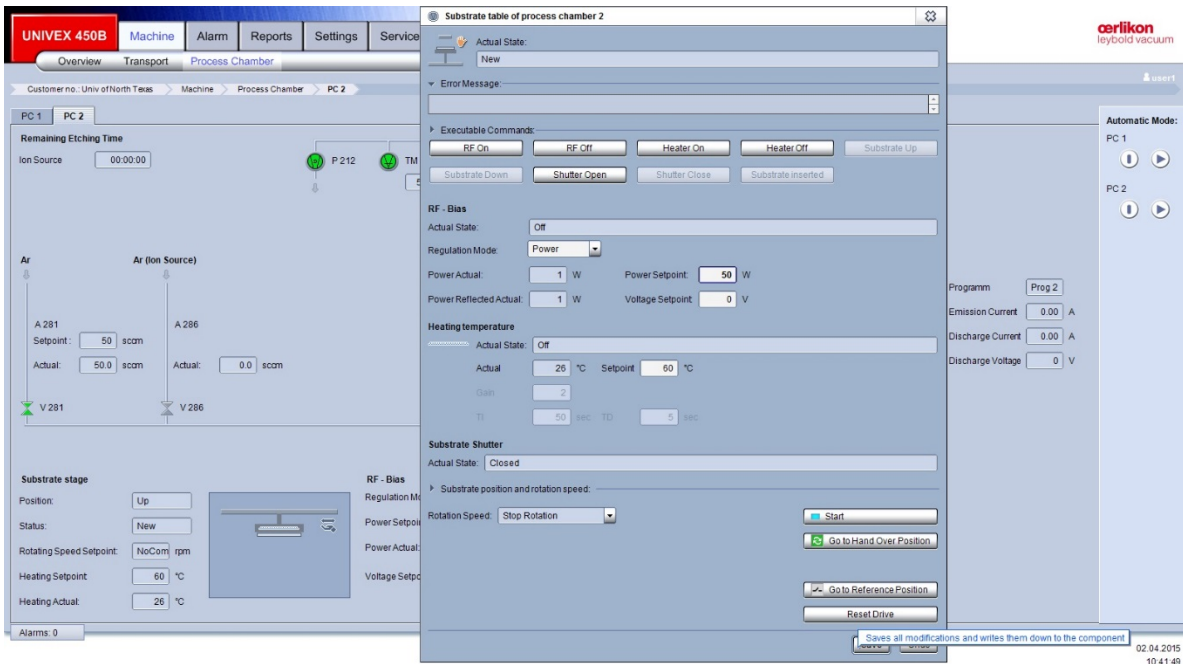 UNIVEX 450B
Machine
Alarm
Reports
Settings
Service
Overview
Transport
Process Chamber
œrlikon
leybold vacuum
user1
Customer no.: Univ of North Texas
Machine
Process Chamber
PC 2
PC 1
PC 2
Remaining Etching Time
Ion Source 00:00:00
P 212
TM
Ar
Ar (Ion Source)
A 281
A 286
Setpoint : 50 sccm
Actual: 50.0 sccm
Actual: 0.0 sccm
V 281
V 286
Substrate stage
Position: Up
Status: New
Rotating Speed Setpoint: NoCom rpm
Heating Setpoint 60 °C
Heating Actual: 26 °C
RF - Bias
Regulation Mo
Power Setpoi
Power Actual:
Voltage Setpo
Alarms: 0
Substrate table of process chamber 2
Actual State:
New
Error Message:
Executable Commands:
RF On
RF Off
Heater On
Heater Off
Substrate Up
Substrate Down
Shutter Open
Shutter Close
Substrate inserted
RF - Bias
Actual State: Off
Regulation Mode: Power
Power Actual: 1 W
Power Setpoint: 50 W
Power Reflected Actual: 1 W
Voltage Setpoint 0 V
Heating temperature
Actual State: Off
Actual 26 °C Setpoint 60 °C
Gain 2
TI 50 sec TD 5 sec
Substrate Shutter
Actual State: Closed
Substrate position and rotation speed:
Rotation Speed: Stop Rotation
Start
Go to Hand Over Position
Go to Reference Position
Reset Drive
Saves all modifications and writes them down to the component
Programm Prog 2
Emission Current 0.00 A
Discharge Current 0.00 A
Discharge Voltage 0 V
Automatic Mode:
PC 1
PC 2
02.04.2015
10:41:49